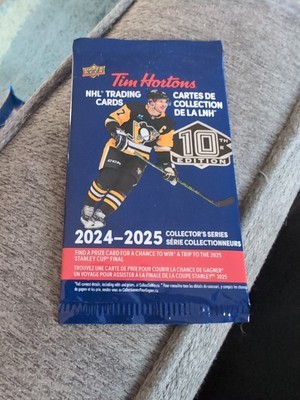 UPPER DECK
Tim Hortons
NHL® TRADING CARDS
CARTES DE COLLECTION DE LA LNH®
10TH EDITION
2024-2025
COLLECTOR'S SERIES
SÉRIE COLLECTIONNEURS
FIND A PRIZE CARD FOR A CHANCE TO WIN* A TRIP TO THE 2025
STANLEY CUP® FINAL
TROUVEZ UNE CARTE DE PRIX POUR COURIR LA CHANCE DE GAGNER*
UN VOYAGE POUR ASSISTER À LA FINALE DE LA COUPE STANLEY 2025